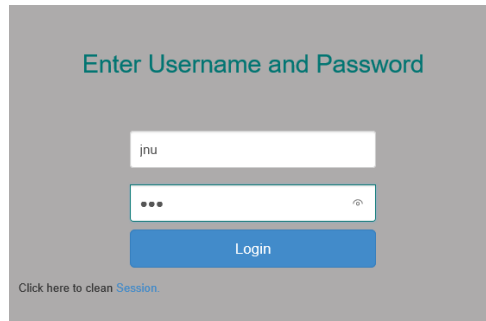 Enter Username and Password
jnu
•••
Login
Click here to clean Session.